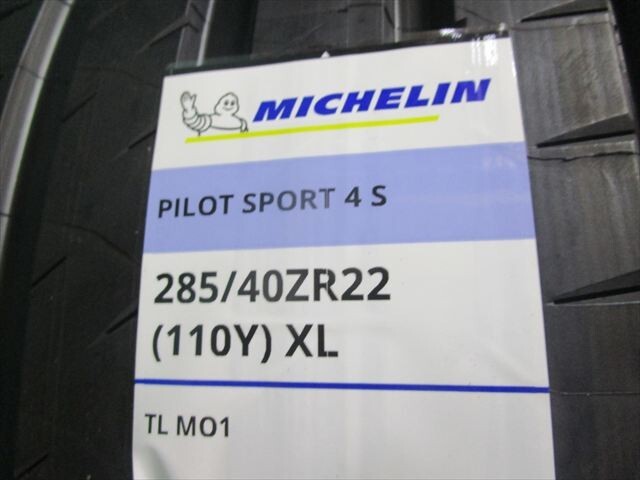 MICHELIN
PILOT SPORT 4 S
285/40ZR22
(110Y) XL
TL MO1